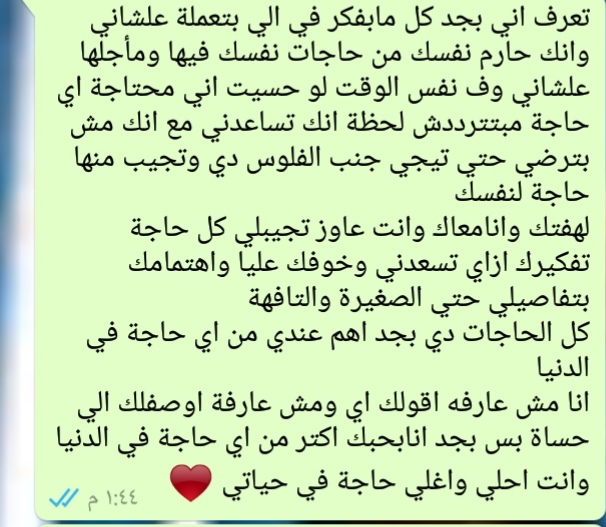 تعرف اني بجد كل مابفكر في الي بتعملة علشاني
وانك حارم نفسك من حاجات نفسك فيها ومأجلها
علشاني وف نفس الوقت لو حسيت اني محتاجة اي
حاجة مبتترددش لحظة انك تساعدني مع انك مش
بترضي حتي تيجي جنب الفلوس دي وتجيب منها
حاجة لنفسك
لهفتك وانامعاك وانت عاوز تجيبلي كل حاجة
تفكيرك ازاي تسعدني وخوفك عليا واهتمامك
بتفاصيلي حتي الصغيرة والتافهة
كل الحاجات دي بجد اهم عندي من اي حاجة في
الدنيا
انا مش عارفه اقولك اي ومش عارفة اوصفلك الي
حساة بس بجد انابحبك اكتر من اي حاجة في الدنيا
وانت احلي واغلي حاجة في حياتي ❤
١:٤٤ م